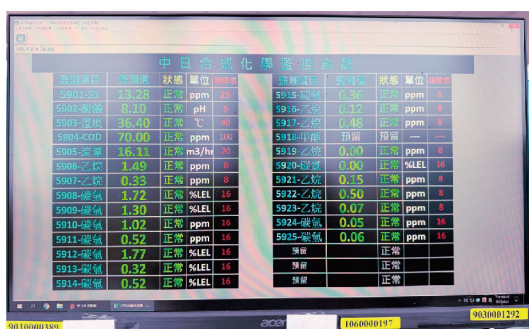 中日合成化學監控系統
監測項目 監測值 狀態 單位
5901-SS 13.28 正常 ppm 25
5902-酸鹼 8.10 正常 pH 9
5903-溫度 36.40 正常 ℃ 40
5904-COD 70.00 正常 ppm 100
5905-流量 16.11 正常 m3/hr 20
5906-乙烷 1.49 正常 ppm 8
5907-乙烷 0.33 正常 ppm 8
5908-碳氫 1.72 正常 %LEL 16
5909-碳氫 1.30 正常 %LEL 16
5910-碳氫 1.02 正常 ppm 16
5911-碳氫 0.52 正常 ppm 16
5912-碳氫 1.77 正常 %LEL 16
5913-碳氫 0.32 正常 %LEL 16
5914-碳氫 0.52 正常 %LEL 16
監測項目 監測值 狀態 單位
5915-碳氫 0.36 正常 ppm 8
5916-乙烷 0.12 正常 ppm 8
5917-乙烷 0.48 正常 ppm 8
5918-甲醛 預留 預留 --- ---
5919-乙烷 0.00 正常 ppm 8
5920-碳氫 0.00 正常 %LEL 16
5921-乙烷 0.15 正常 ppm 8
5922-乙烷 0.50 正常 ppm 8
5923-乙烷 0.07 正常 ppm 8
5924-碳氫 0.05 正常 ppm 16
5925-碳氫 0.06 正常 ppm 16
預留 正常
預留 正常
預留 正常
acer
9010000389
1060000197
9030001292